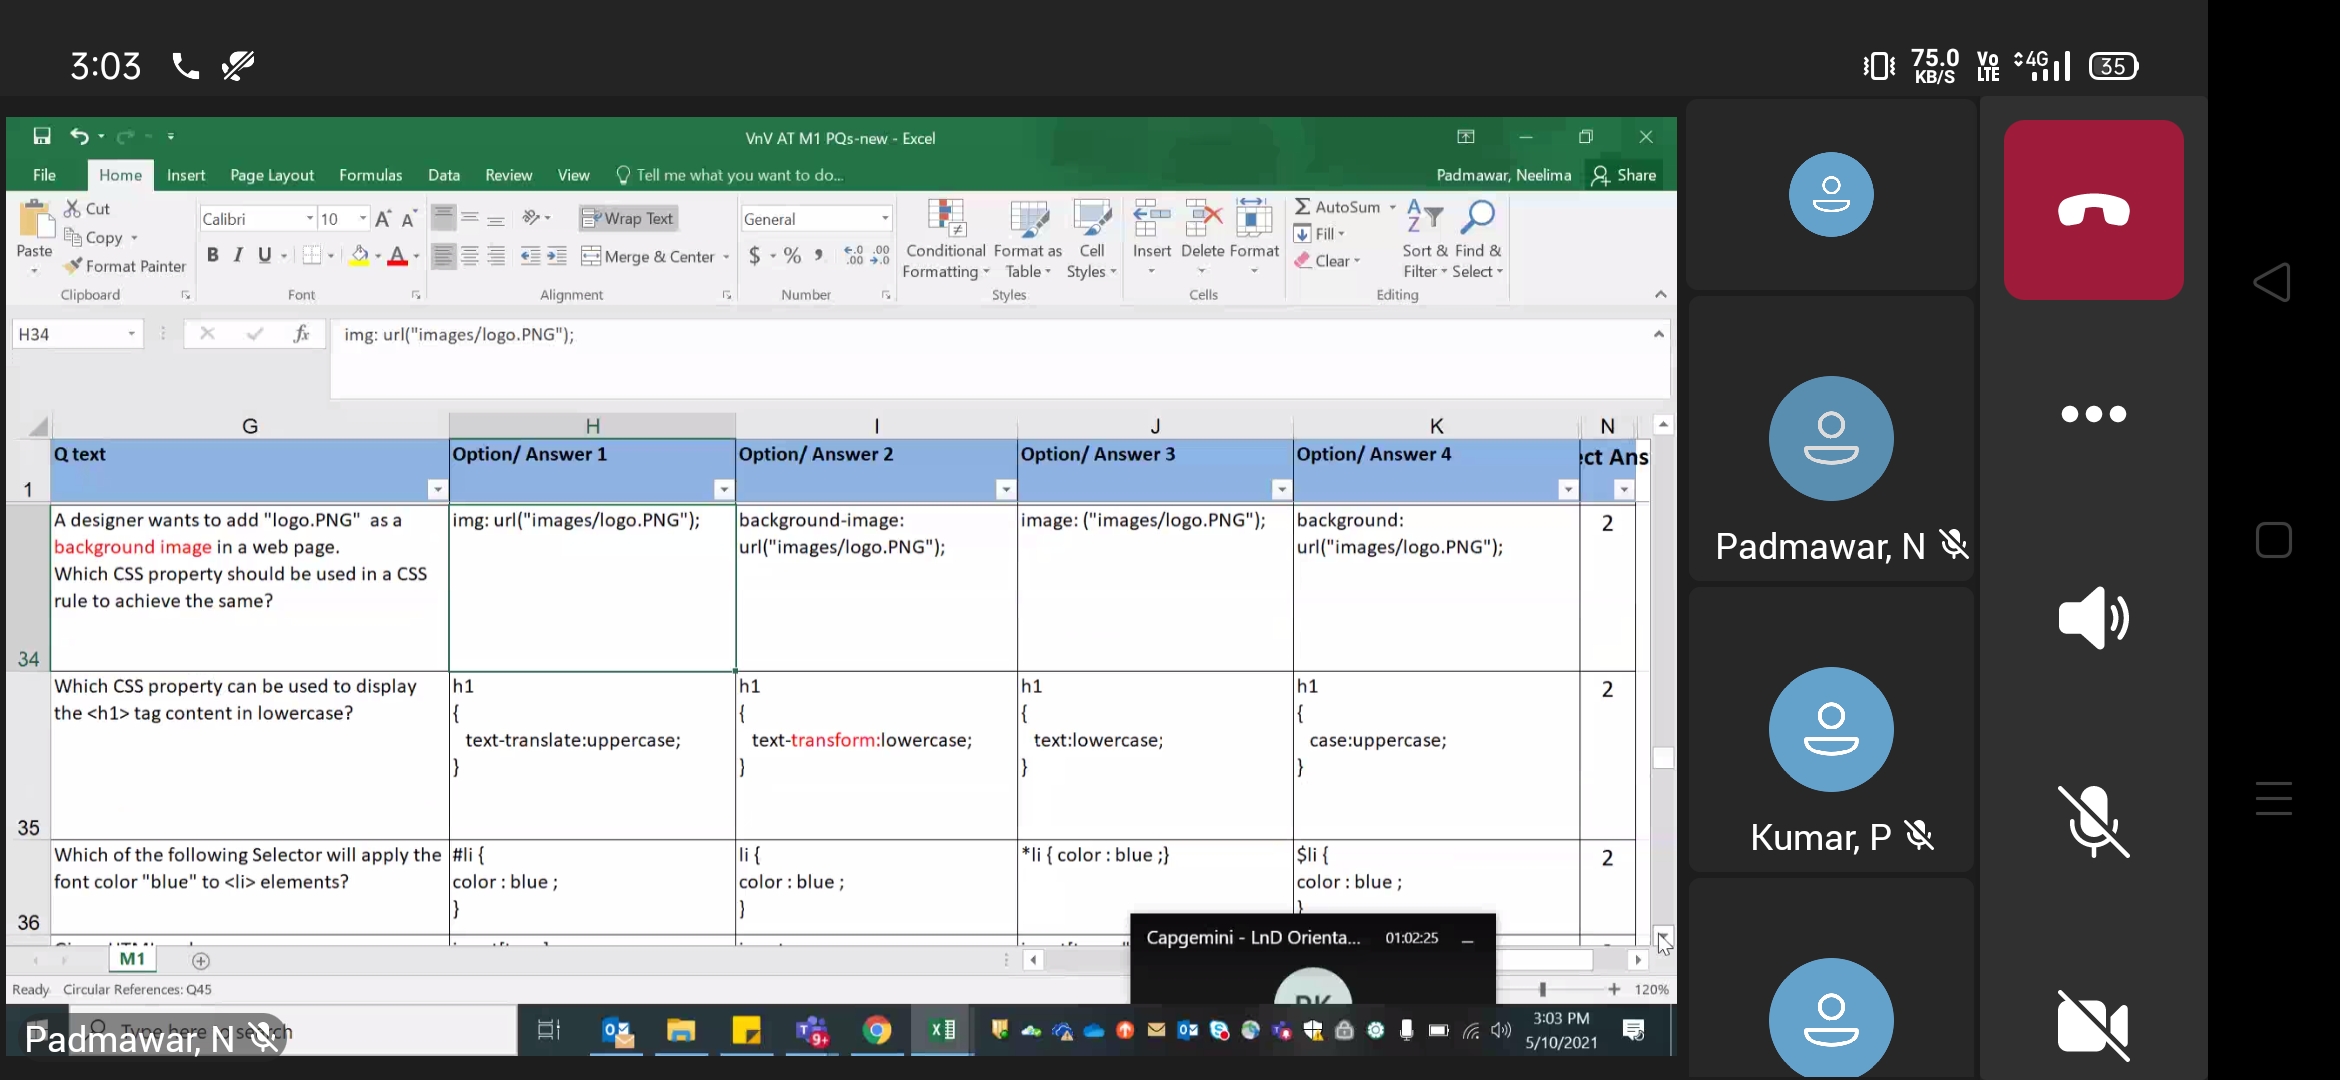 3:03
75.0 KB/S Vo LTE 4G 35
VnV AT M1 PQs-new - Excel
File Home Insert Page Layout Formulas Data Review View Tell me what you want to do... Padmawar, Neelima Share
Cut
Copy
Format Painter
Paste
Clipboard
Calibri 10
B I U
Font
Wrap Text
Merge & Center
Alignment
General
$ % ,
Number
Conditional Formatting
Format as Table
Cell Styles
Styles
Insert Delete Format
Cells
AutoSum
Fill
Clear
Sort & Filter
Find & Select
Editing
H34 fx img: url("images/logo.PNG");
G H I J K N
1 Q text Option/ Answer 1 Option/ Answer 2 Option/ Answer 3 Option/ Answer 4 ct Ans
34
A designer wants to add "logo.PNG" as a
background image in a web page.
Which CSS property should be used in a CSS
rule to achieve the same?
img: url("images/logo.PNG");
background-image:
url("images/logo.PNG");
image: ("images/logo.PNG");
background:
url("images/logo.PNG");
2
35
Which CSS property can be used to display
the <h1> tag content in lowercase?
h1
{
text-translate:uppercase;
}
h1
{
text-transform:lowercase;
}
h1
{
text:lowercase;
}
h1
{
case:uppercase;
}
2
36
Which of the following Selector will apply the
font color "blue" to <li> elements?
#li {
color : blue ;
}
li {
color : blue ;
}
*li { color : blue ;}
$li {
color : blue ;
}
2
M1
Ready Circular References: Q45
120%
Capgemini - LnD Orienta... 01:02:25
Type here to search
3:03 PM
5/10/2021
Padmawar, N
Padmawar, N
Kumar, P